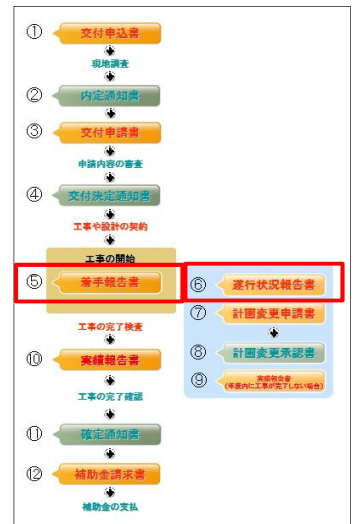 ① 交付申込書
現地調査
② 内定通知書
③ 交付申請書
申請内容の審査
④ 交付決定通知書
工事や設計の契約
工事の開始
⑤ 着手報告書
⑥ 遂行状況報告書
⑦ 計画変更申請書
⑧ 計画変更承認書
⑨ 実績報告書
(年度内に工事が完了しない場合)
工事の完了検査
⑩ 実績報告書
工事の完了確認
⑪ 確定通知書
⑫ 補助金請求書
補助金の支払